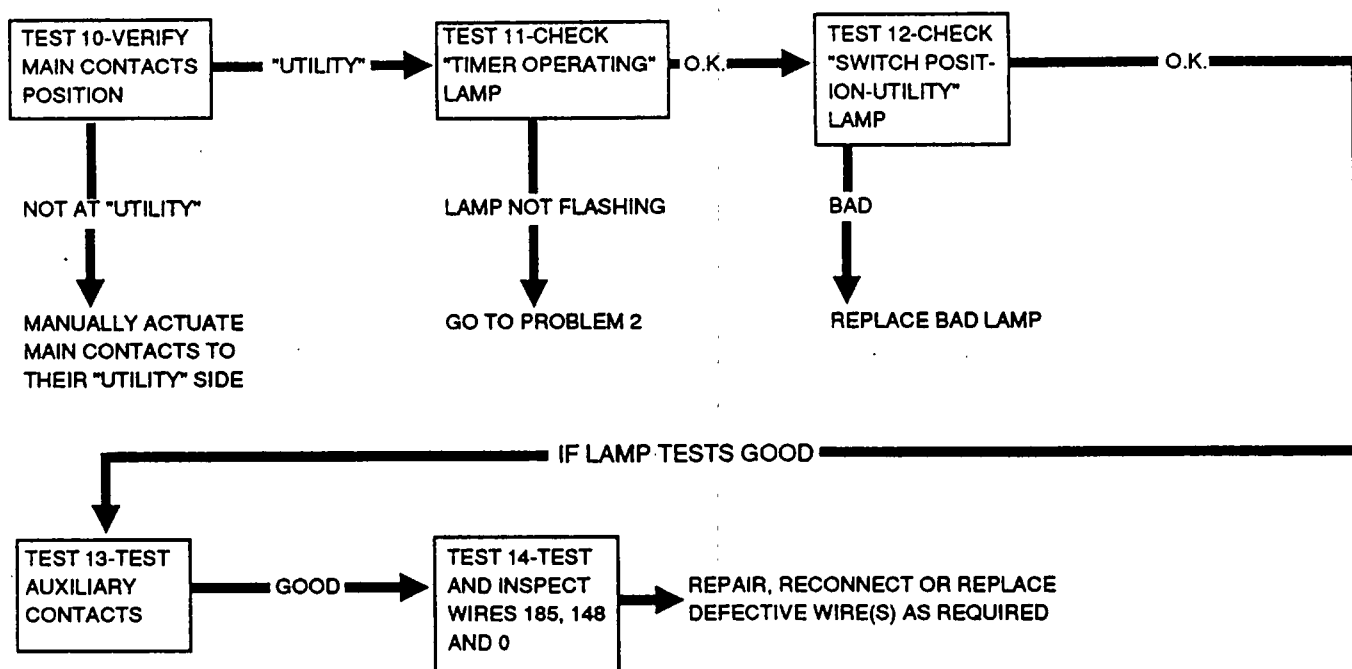 TEST 10-VERIFY
MAIN CONTACTS
POSITION
"UTILITY"
TEST 11-CHECK
"TIMER OPERATING"
LAMP
O.K.
TEST 12-CHECK
"SWITCH POSIT-
ION-UTILITY"
LAMP
O.K.
NOT AT "UTILITY"
LAMP NOT FLASHING
BAD
MANUALLY ACTUATE
MAIN CONTACTS TO
THEIR "UTILITY" SIDE
GO TO PROBLEM 2
REPLACE BAD LAMP
IF LAMP TESTS GOOD
TEST 13-TEST
AUXILIARY
CONTACTS
GOOD
TEST 14-TEST
AND INSPECT
WIRES 185, 148
AND 0
REPAIR, RECONNECT OR REPLACE
DEFECTIVE WIRE(S) AS REQUIRED